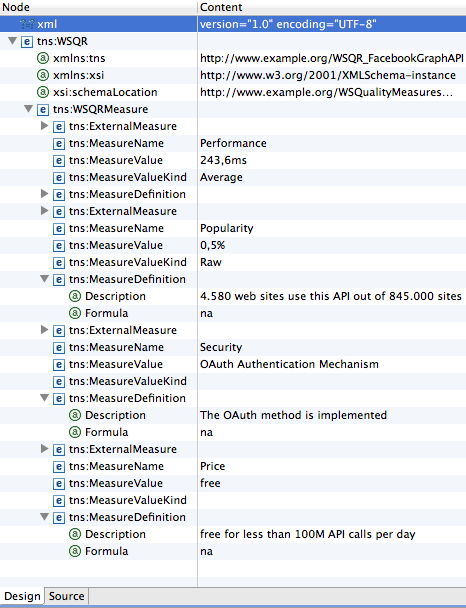 Node Content
xml version="1.0" encoding="UTF-8"
e tns:WSQR
a xmlns:tns http://www.example.org/WSQR_FacebookGraphAPI
a xmlns:xsi http://www.w3.org/2001/XMLSchema-instance
a xsi:schemaLocation http://www.example.org/WSQualityMeasures...
e tns:WSQRMeasure
e tns:ExternalMeasure
e tns:MeasureName Performance
e tns:MeasureValue 243,6ms
e tns:MeasureValueKind Average
e tns:MeasureDefinition
e tns:ExternalMeasure
e tns:MeasureName Popularity
e tns:MeasureValue 0,5%
e tns:MeasureValueKind Raw
e tns:MeasureDefinition
a Description 4.580 web sites use this API out of 845.000 sites
a Formula na
e tns:ExternalMeasure
e tns:MeasureName Security
e tns:MeasureValue OAuth Authentication Mechanism
e tns:MeasureValueKind
e tns:MeasureDefinition
a Description The OAuth method is implemented
a Formula na
e tns:ExternalMeasure
e tns:MeasureName Price
e tns:MeasureValue free
e tns:MeasureValueKind
e tns:MeasureDefinition
a Description free for less than 100M API calls per day
a Formula na
Design Source